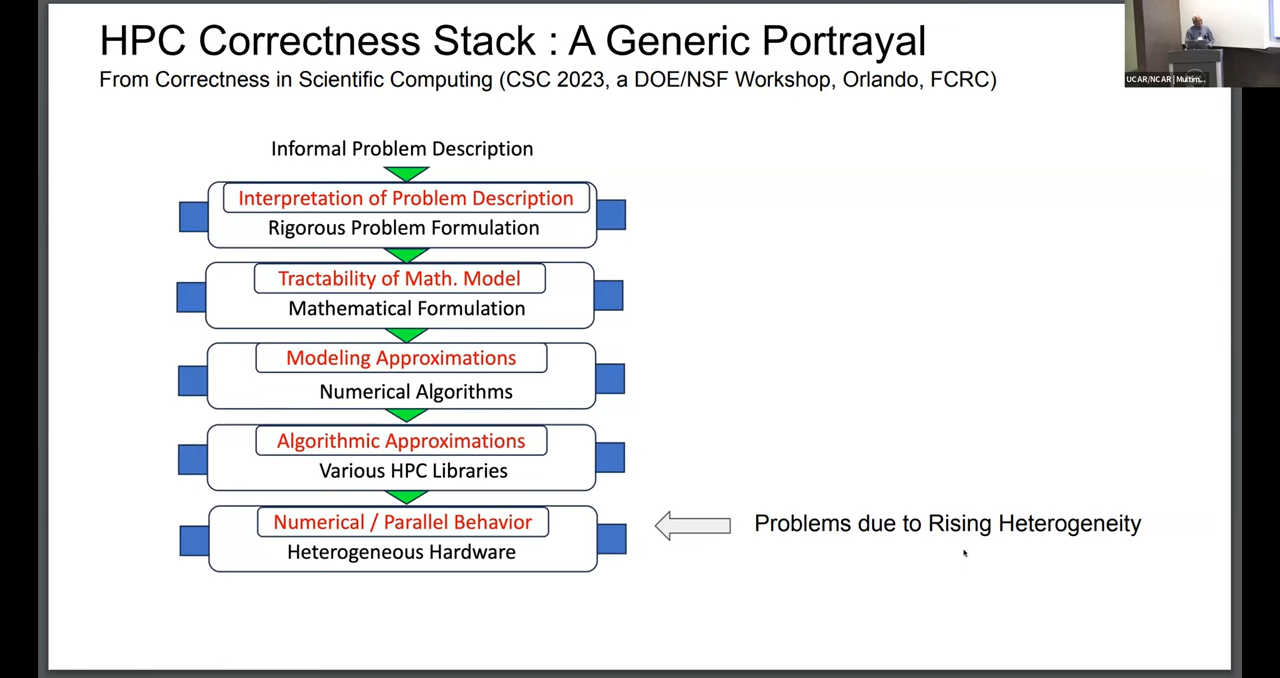 HPC Correctness Stack : A Generic Portrayal
From Correctness in Scientific Computing (CSC 2023, a DOE/NSF Workshop, Orlando, FCRC)
UCAR/NCAR | Multim...
Informal Problem Description
Interpretation of Problem Description
Rigorous Problem Formulation
Tractability of Math. Model
Mathematical Formulation
Modeling Approximations
Numerical Algorithms
Algorithmic Approximations
Various HPC Libraries
Numerical / Parallel Behavior
Heterogeneous Hardware
Problems due to Rising Heterogeneity